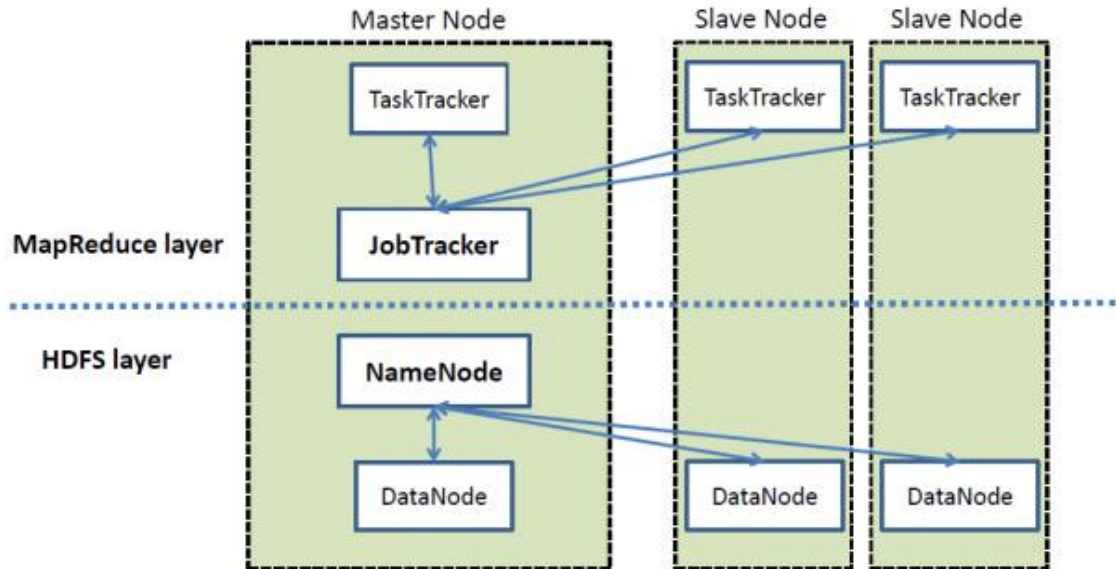 Master Node
Slave Node
Slave Node
TaskTracker
TaskTracker
TaskTracker
MapReduce layer
JobTracker
HDFS layer
NameNode
DataNode
DataNode
DataNode